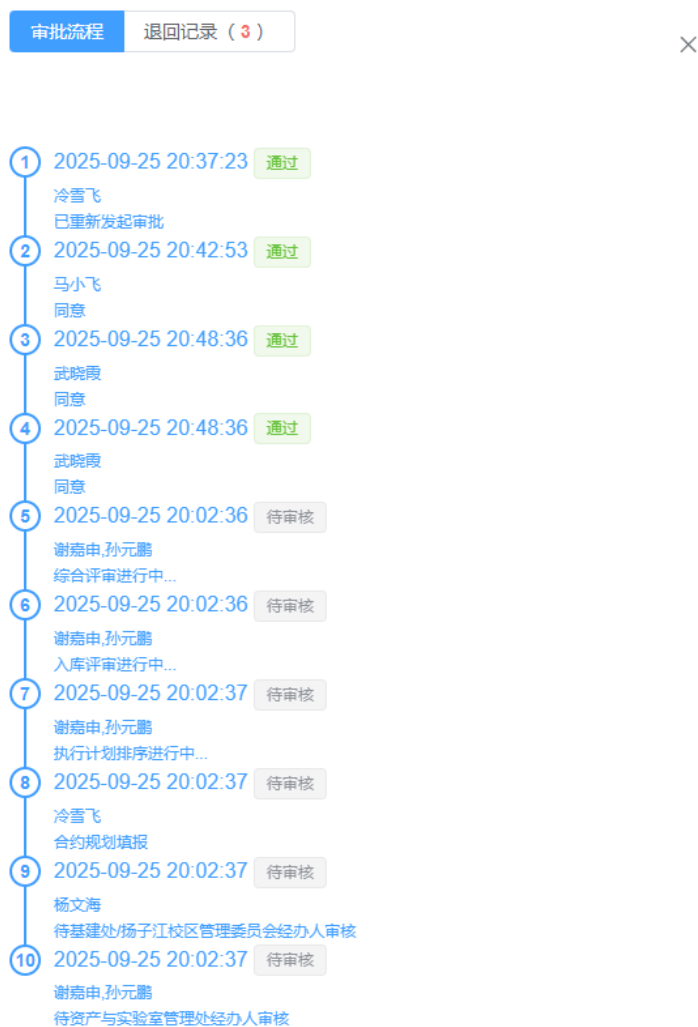 审批流程 退回记录（3）
1 2025-09-25 20:37:23 通过
冷雪飞
已重新发起审批
2 2025-09-25 20:42:53 通过
马小飞
同意
3 2025-09-25 20:48:36 通过
武晓霞
同意
4 2025-09-25 20:48:36 通过
武晓霞
同意
5 2025-09-25 20:02:36 待审核
谢嘉申,孙元鹏
综合评审进行中...
6 2025-09-25 20:02:36 待审核
谢嘉申,孙元鹏
入库评审进行中...
7 2025-09-25 20:02:37 待审核
谢嘉申,孙元鹏
执行计划排序进行中...
8 2025-09-25 20:02:37 待审核
冷雪飞
合约规划填报
9 2025-09-25 20:02:37 待审核
杨文海
待基建处/扬子江校区管理委员会经办人审核
10 2025-09-25 20:02:37 待审核
谢嘉申,孙元鹏
待资产与实验室管理处经办人审核